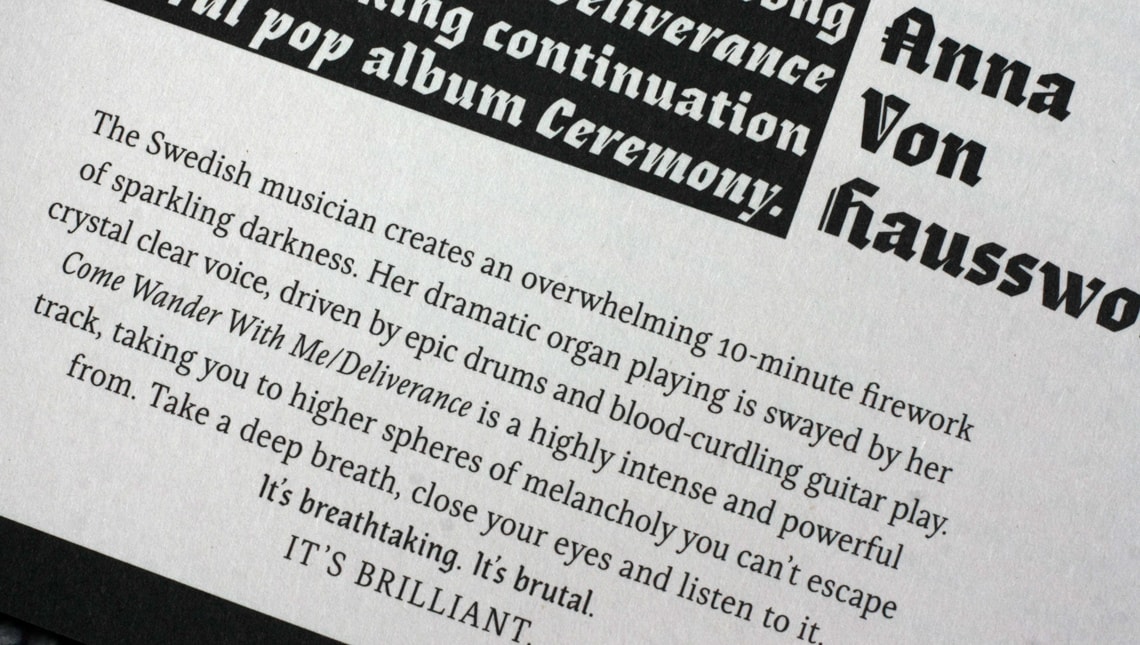 ong
Deliverance
king continuation
ful pop album Ceremony.
Anna
Von
Hausswo
The Swedish musician creates an overwhelming 10-minute firework
of sparkling darkness. Her dramatic organ playing is swayed by her
crystal clear voice, driven by epic drums and blood-curdling guitar play.
Come Wander With Me/Deliverance is a highly intense and powerful
track, taking you to higher spheres of melancholy you can't escape
from. Take a deep breath, close your eyes and listen to it.
It's breathtaking. It's brutal.
IT'S BRILLIANT.